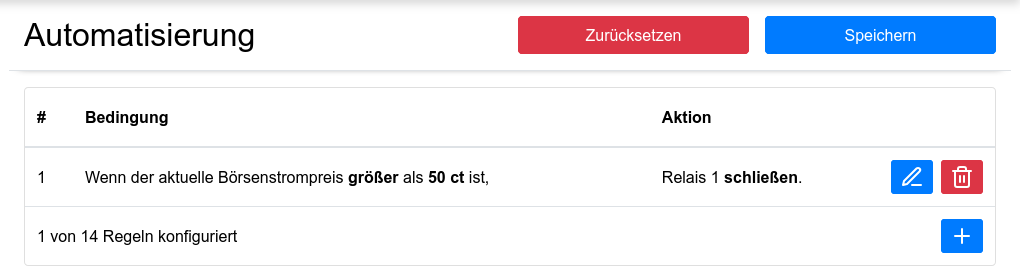 Automatisierung
Zurücksetzen
Speichern
# Bedingung Aktion
1 Wenn der aktuelle Börsenstrompreis größer als 50 ct ist, Relais 1 schließen.
1 von 14 Regeln konfiguriert